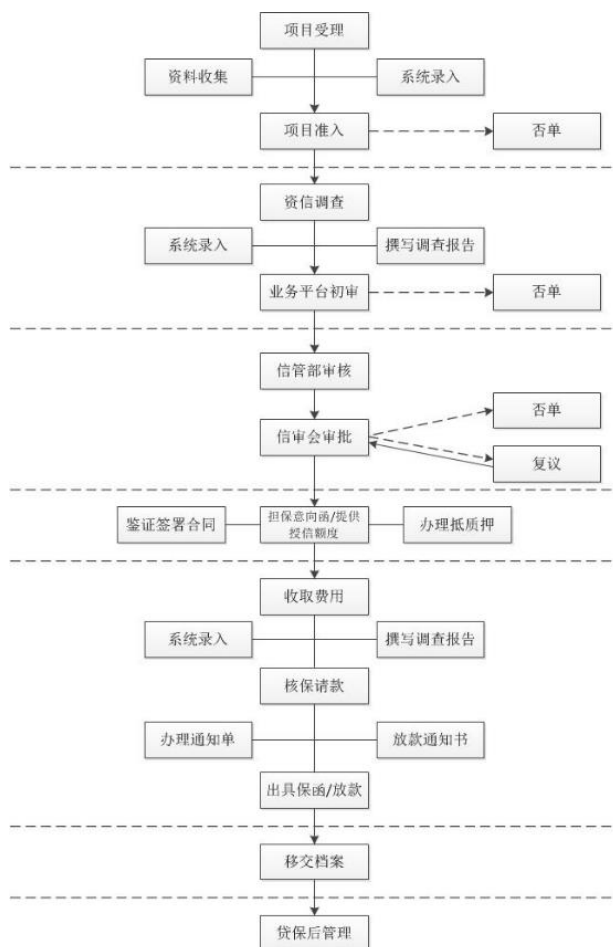 项目受理
资料收集
系统录入
项目准入
否单
资信调查
系统录入
撰写调查报告
业务平台初审
否单
信管部审核
否单
信审会审批
复议
鉴证签署合同
担保意向函/提供
授信额度
办理抵质押
收取费用
系统录入
撰写调查报告
核保请款
办理通知单
放款通知书
出具保函/放款
移交档案
贷保后管理